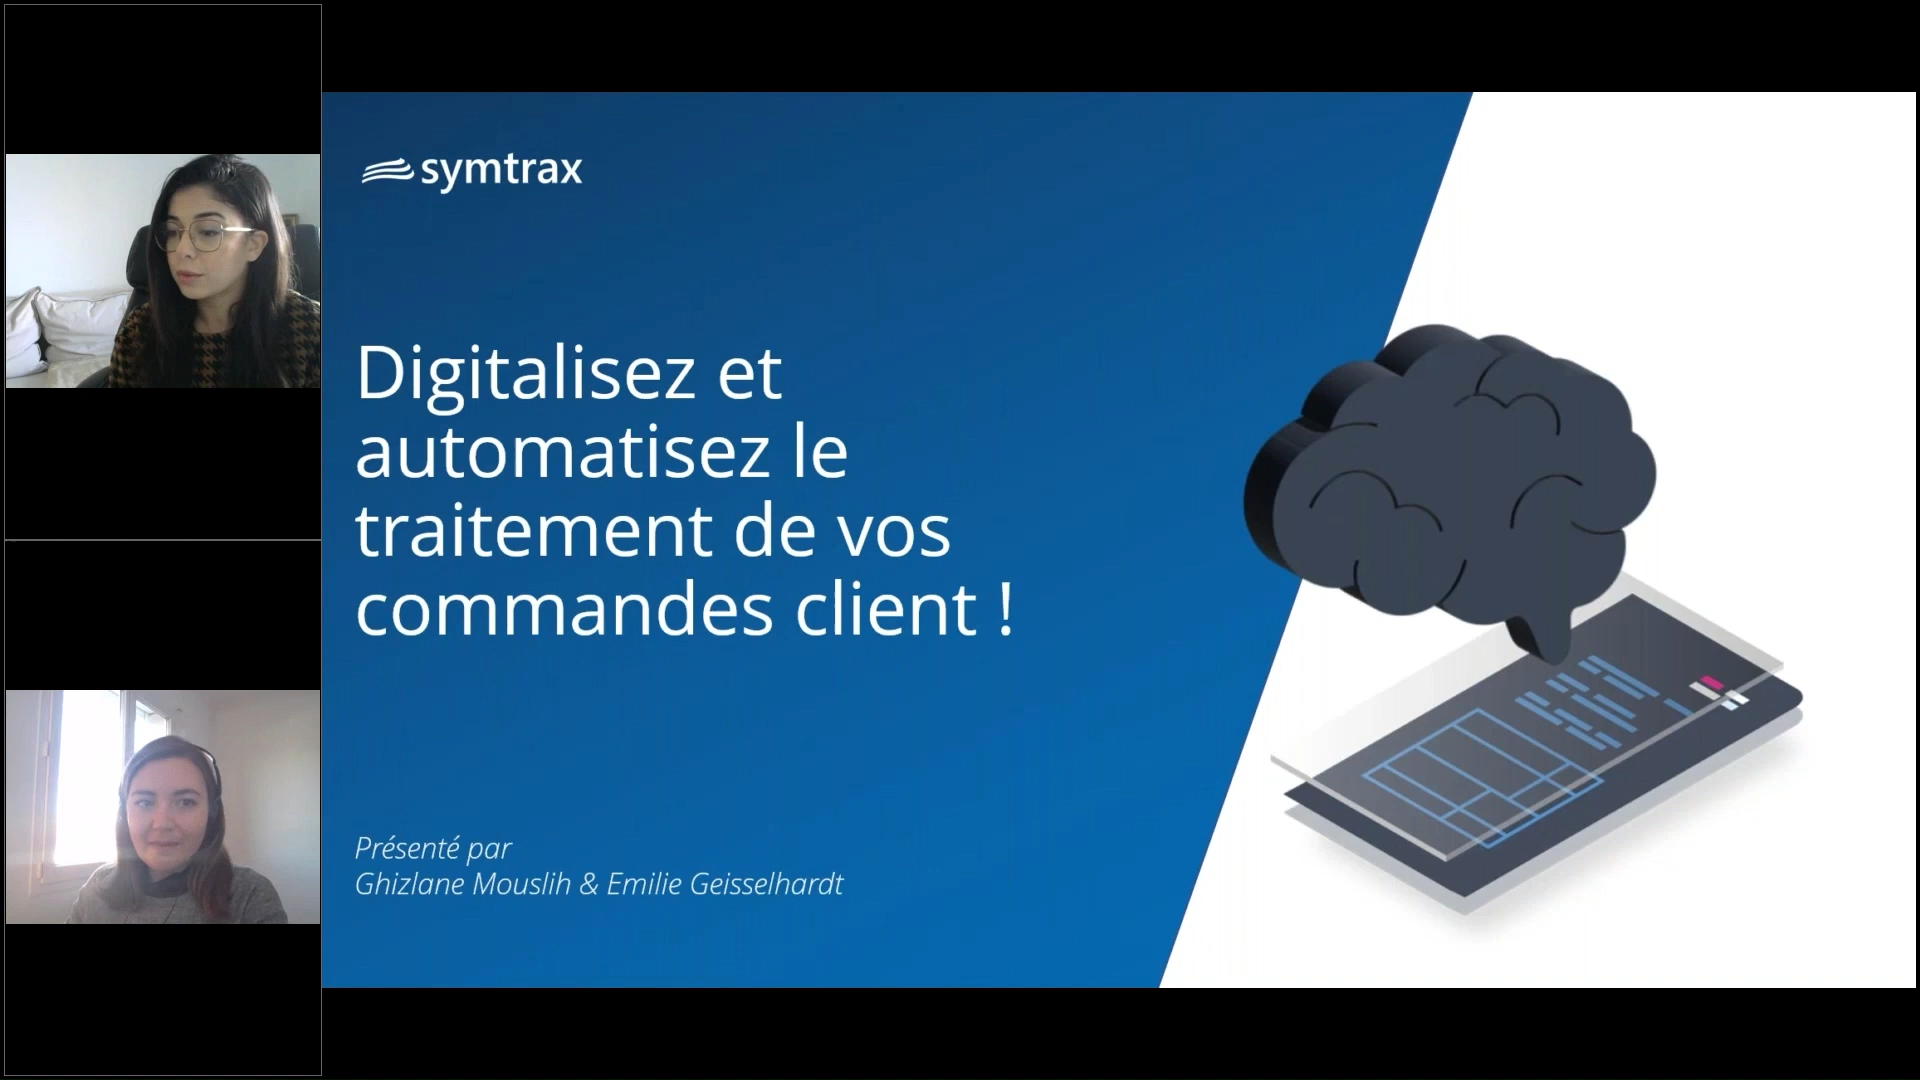 symtrax
Digitalisez et
automatisez le
traitement de vos
commandes client !
Présenté par
Ghizlane Mouslih & Emilie Geisselhardt